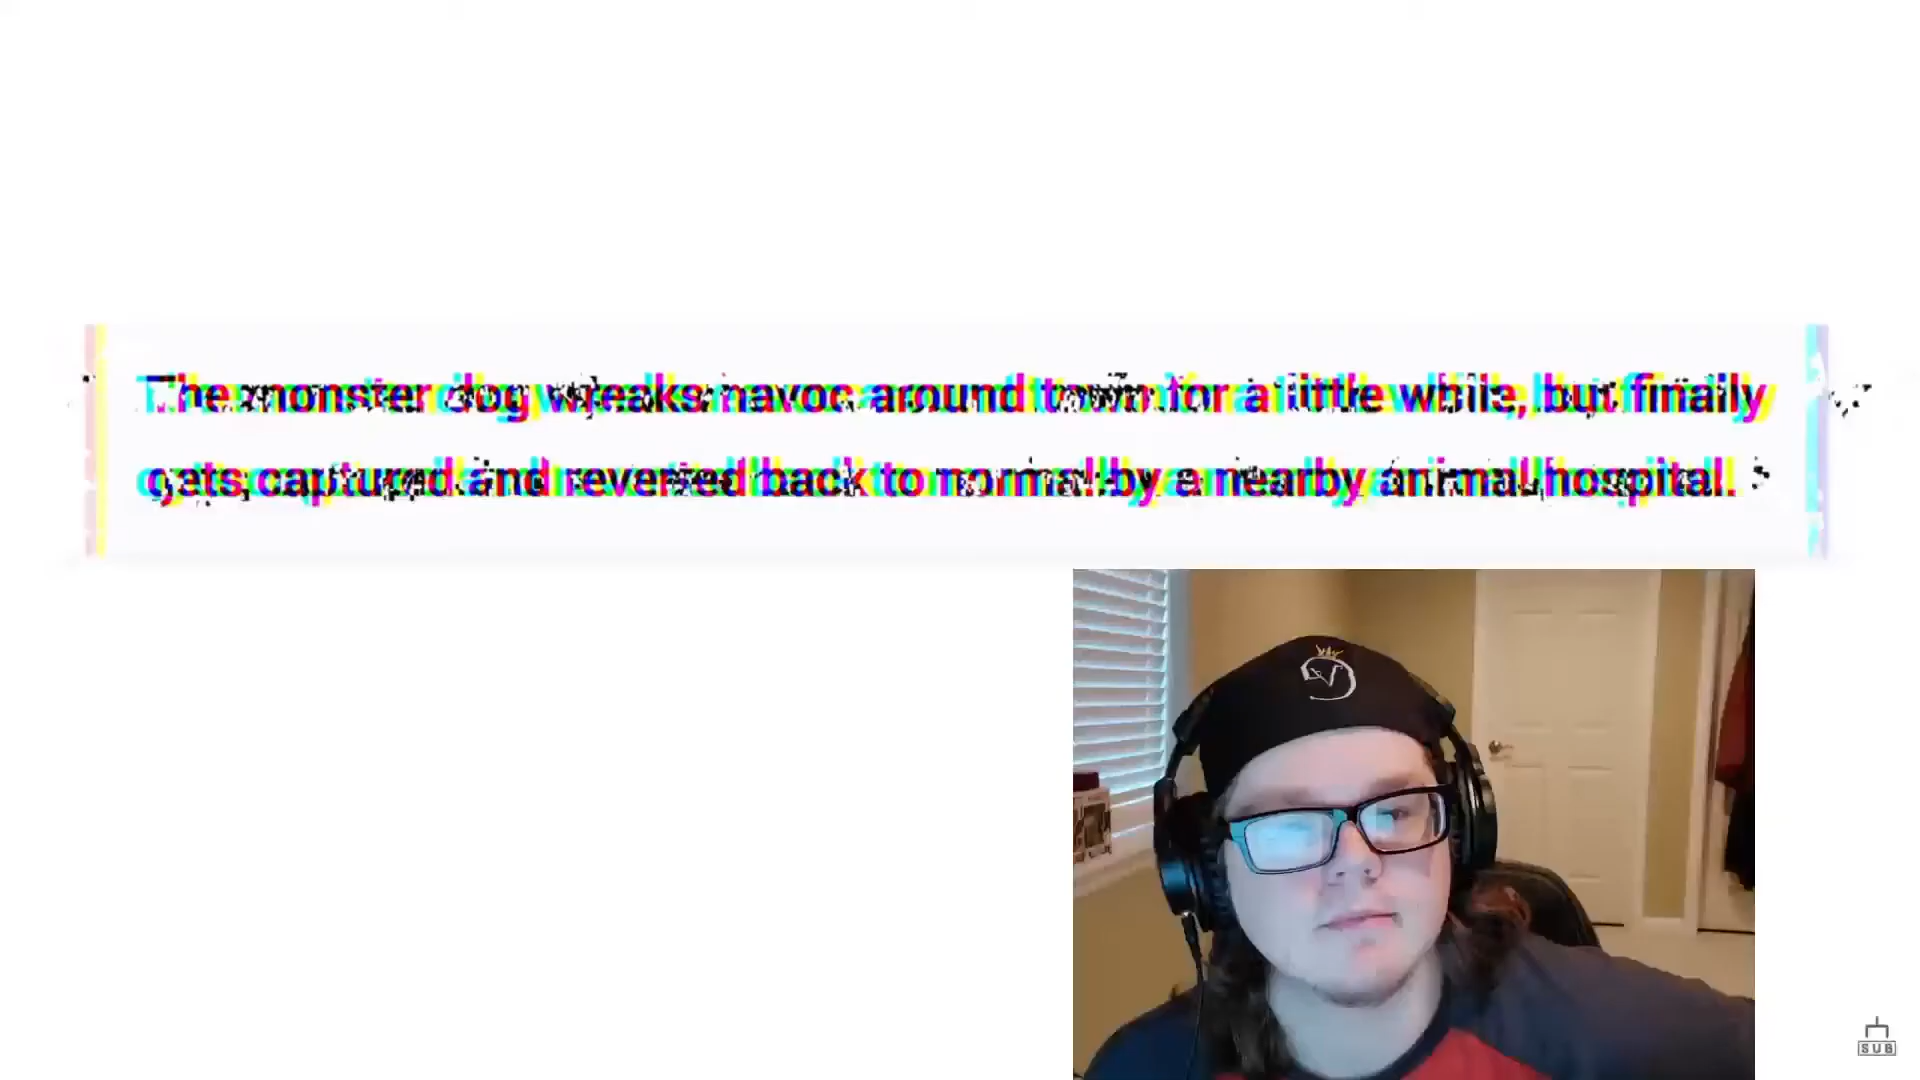 The monster dog wreaks havoc around town for a little while, but finally
gets captured and reverted back to normal by a nearby animal hospital.
SUB